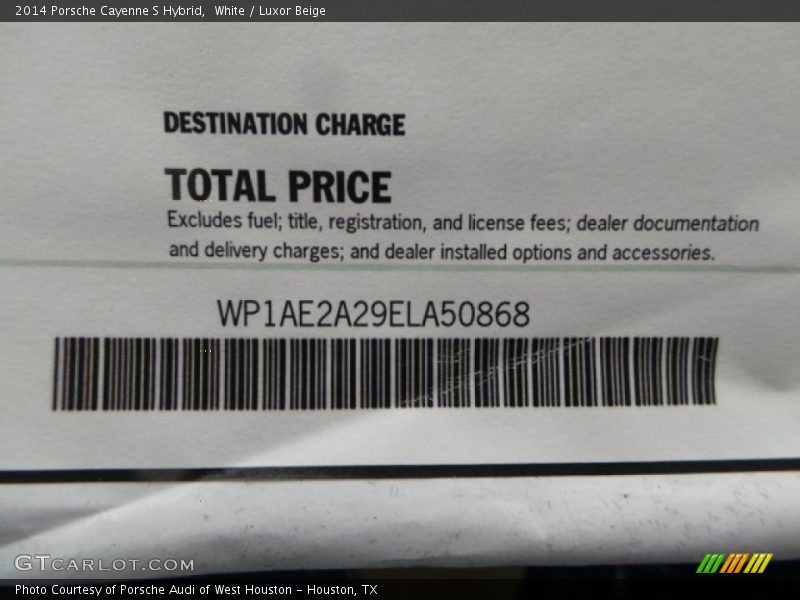 2014 Porsche Cayenne S Hybrid,  White / Luxor Beige
DESTINATION CHARGE
TOTAL PRICE
Excludes fuel; title, registration, and license fees; dealer documentation
and delivery charges; and dealer installed options and accessories.
WP1AE2A29ELA50868
GTCARLOT.COM
Photo Courtesy of Porsche Audi of West Houston - Houston, TX